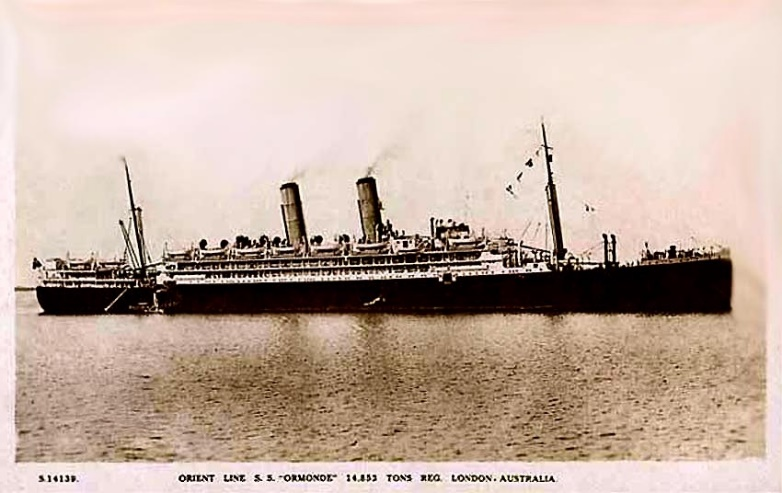 S.14139. ORIENT LINE S. S. "ORMONDE" 14,853 TONS REG. LONDON - AUSTRALIA.